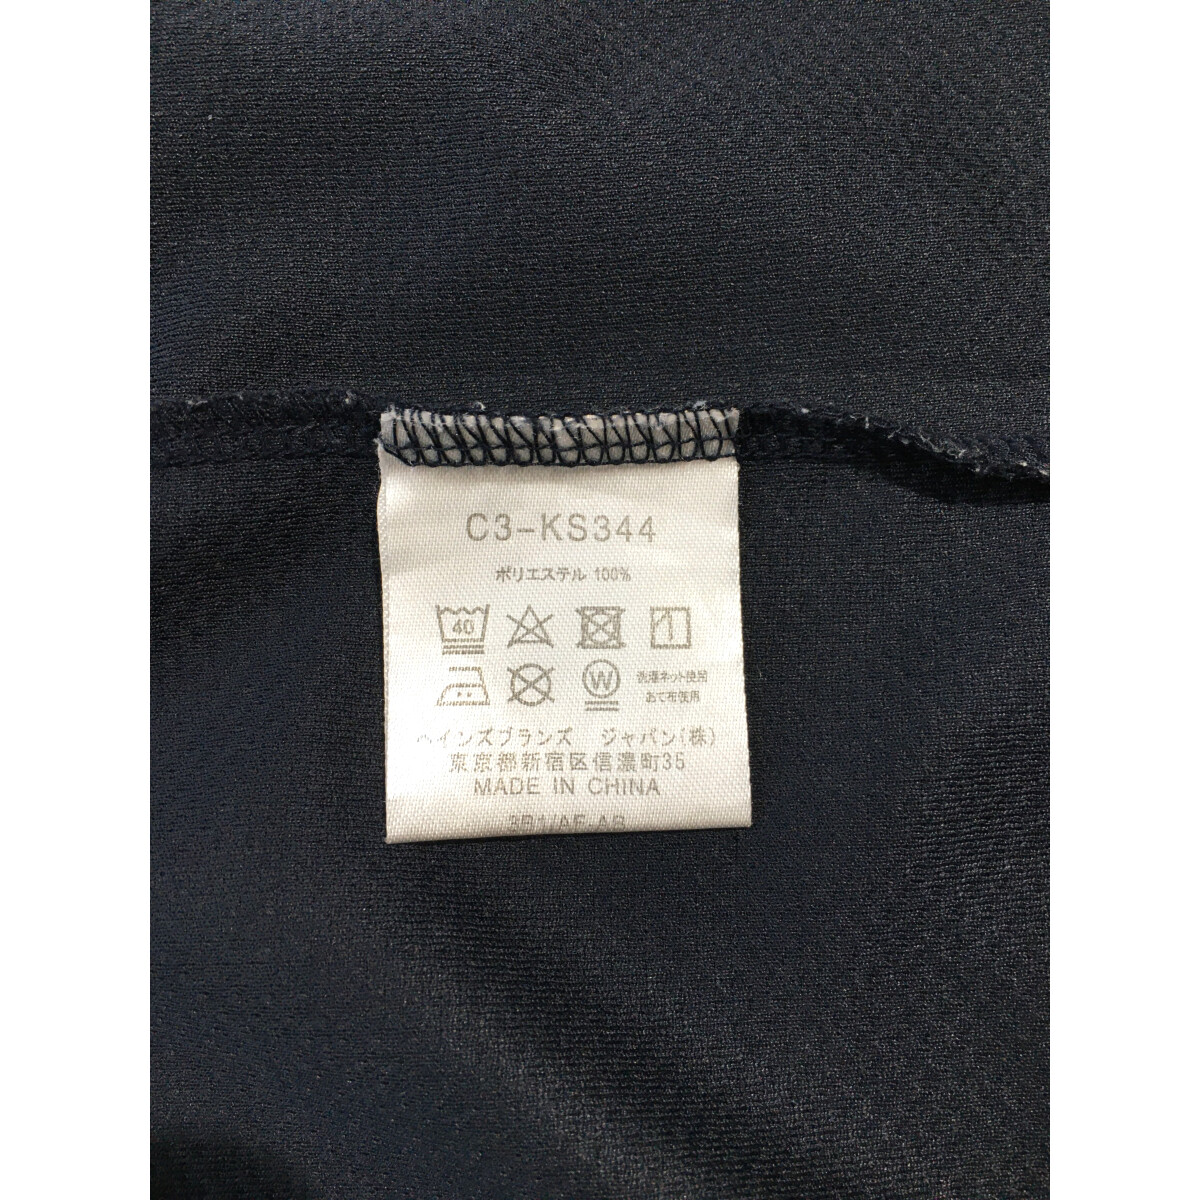 C3-KS344
ポリエステル 100%
40
W
洗濯ネット使用
あて布使用
ヘインズブランズ ジャパン(株)
東京都新宿区信濃町35
MADE IN CHINA